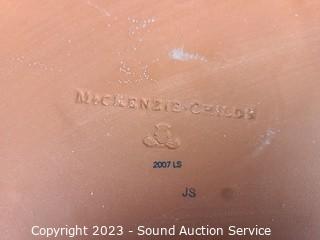 MACKENZIE-CHILDS
2007 LS
JS
Copyright 2023 - Sound Auction Service